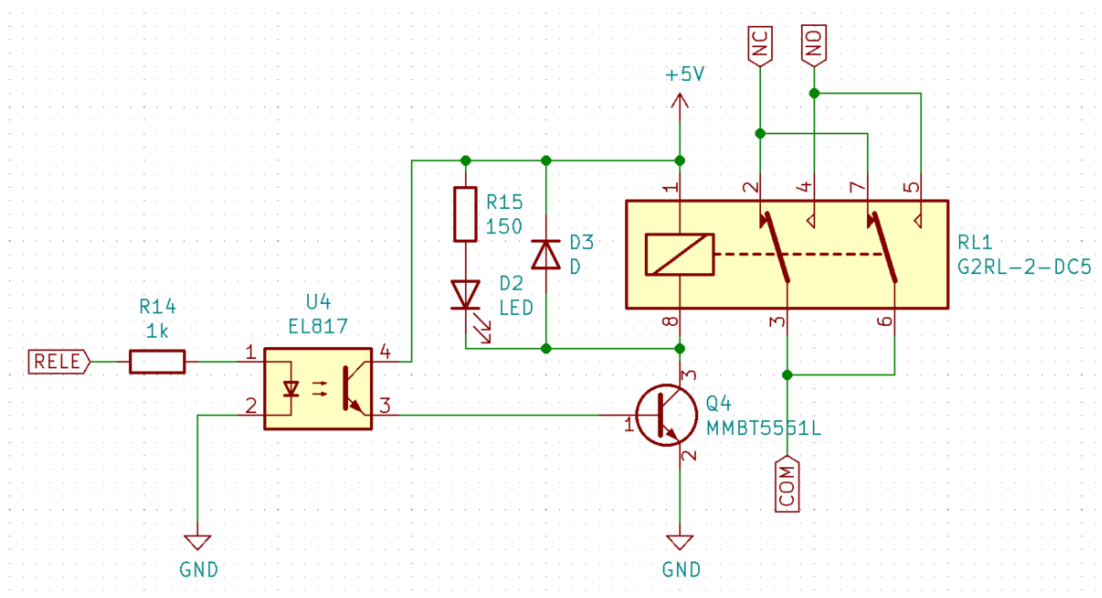 NC
NO
+5V
1
2
4
7
5
R15
150
D3
D
RL1
G2RL-2-DC5
D2
LED
R14
1k
U4
EL817
8
3
6
RELE
1
4
2
3
3
Q4
MMBT5551L
1
2
COM
GND
GND